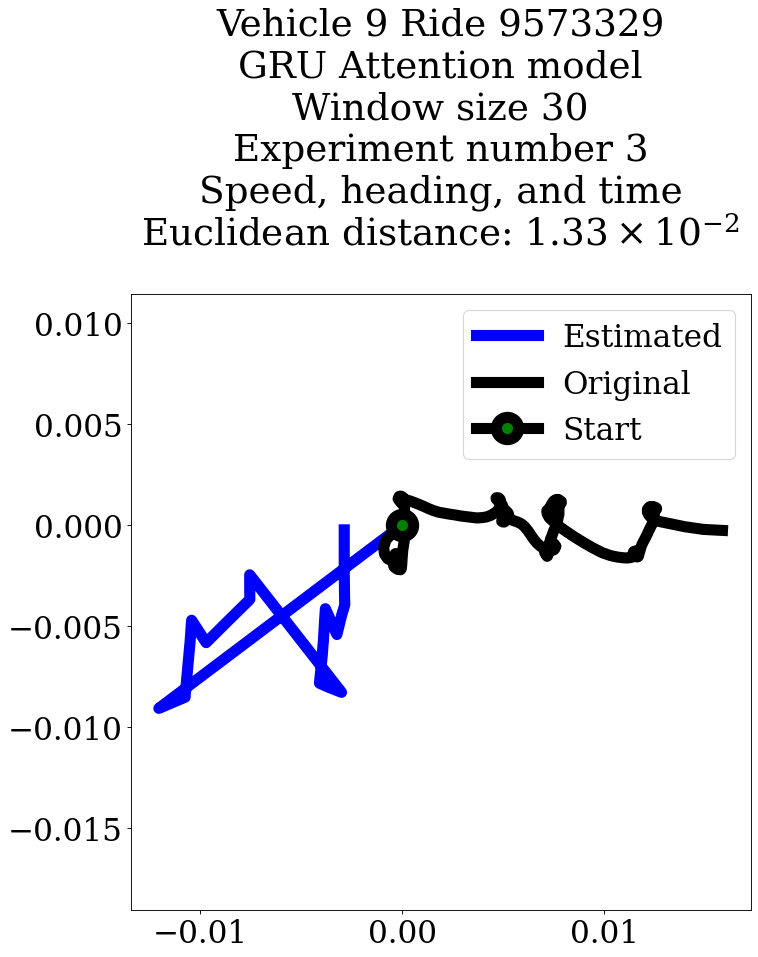 Vehicle 9 Ride 9573329
GRU Attention model
Window size 30
Experiment number 3
Speed, heading, and time
Euclidean distance: 1.33 × 10⁻²
Estimated
Original
Start
0.010
0.005
0.000
−0.005
−0.010
−0.015
−0.01 0.00 0.01